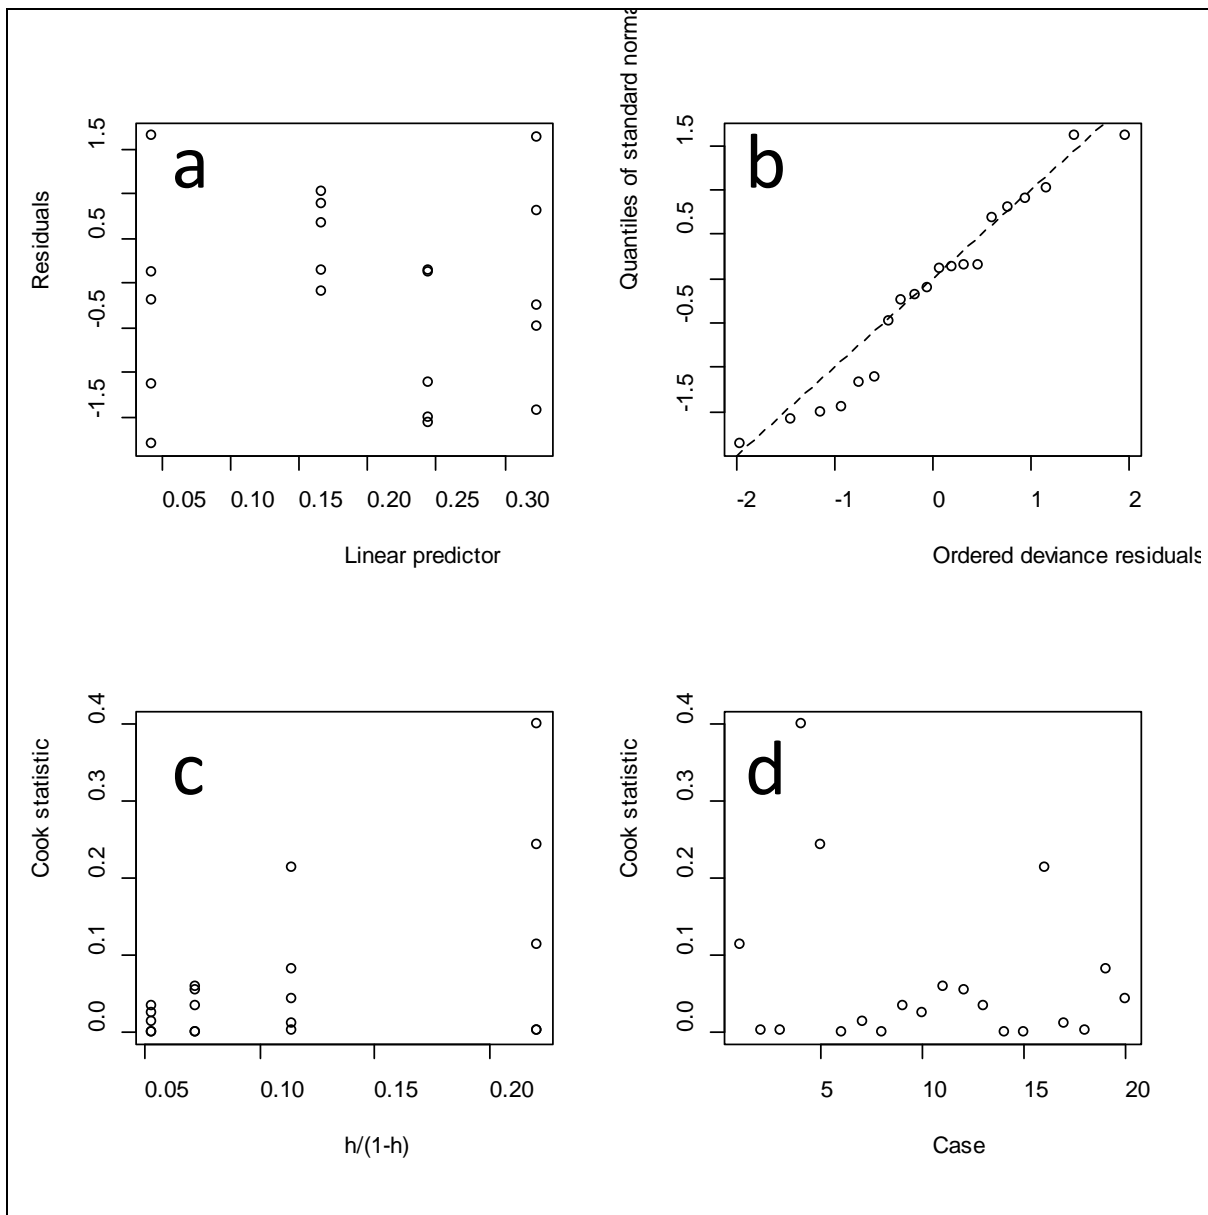 a
Residuals
1.5
0.5
-0.5
-1.5
0.05 0.10 0.15 0.20 0.25 0.30
Linear predictor
b
Quantiles of standard
1.5
0.5
-0.5
-1.5
-2 -1 0 1 2
Ordered deviance residuals
c
Cook statistic
0.4
0.3
0.2
0.1
0.0
0.05 0.10 0.15 0.20
h/(1-h)
d
Cook statistic
0.4
0.3
0.2
0.1
0.0
5 10 15 20
Case